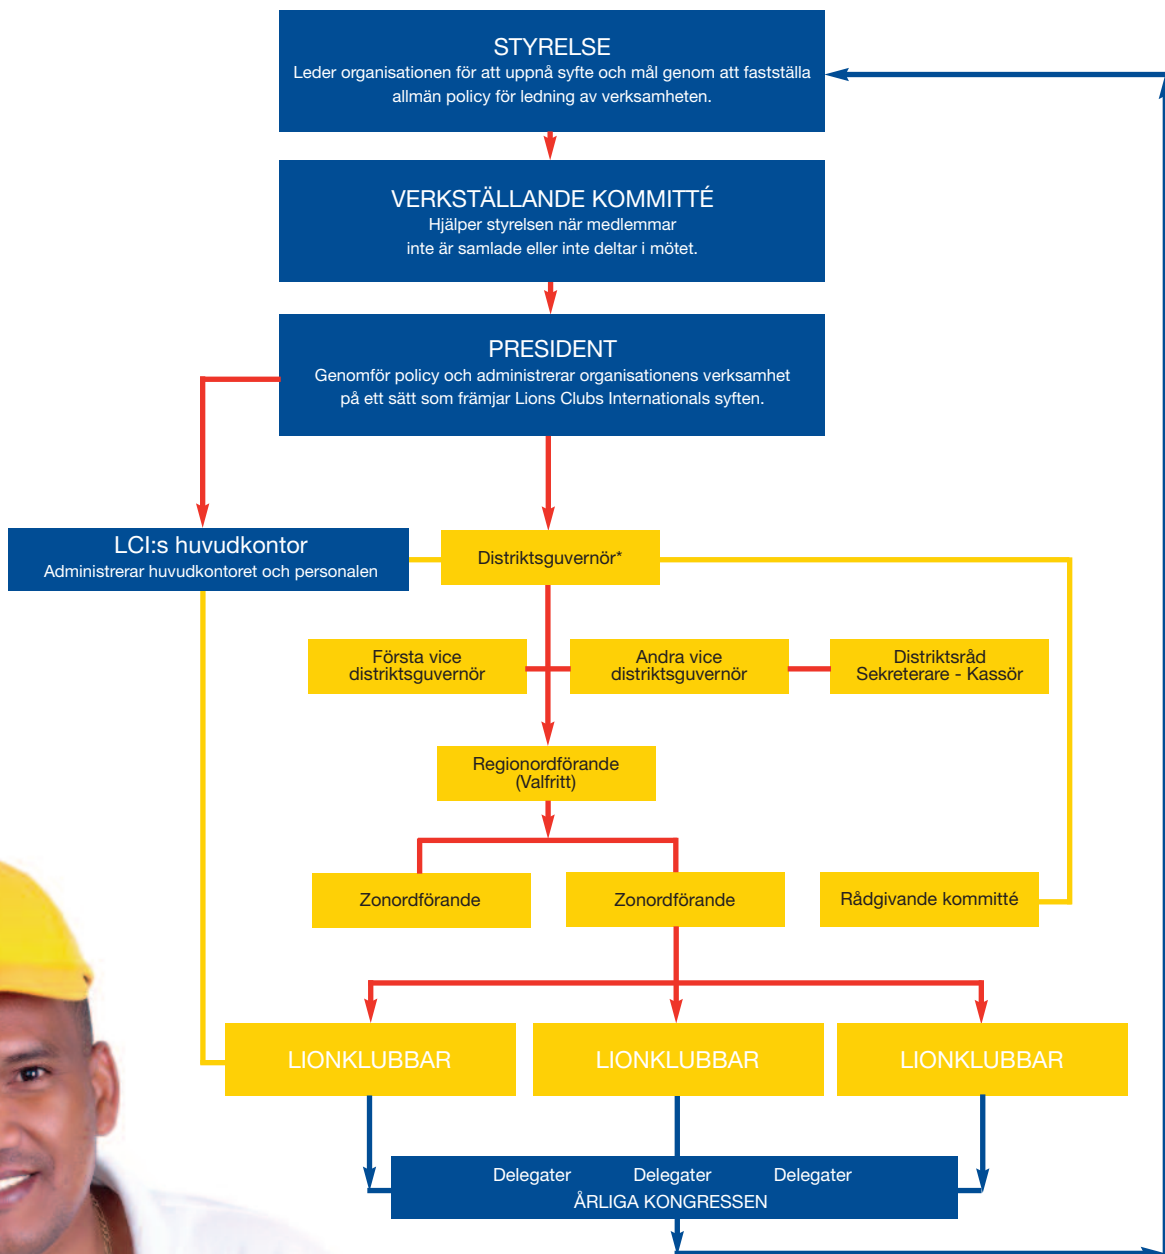 STYRELSE
Leder organisationen för att uppnå syfte och mål genom att fastställa
allmän policy för ledning av verksamheten.
VERKSTÄLLANDE KOMMITTÉ
Hjälper styrelsen när medlemmar
inte är samlade eller inte deltar i mötet.
PRESIDENT
Genomför policy och administrerar organisationens verksamhet
på ett sätt som främjar Lions Clubs Internationals syften.
LCI:s huvudkontor
Administrerar huvudkontoret och personalen
Distriktsguvernör*
Första vice
distriktsguvernör
Andra vice
distriktsguvernör
Distriktsråd
Sekreterare - Kassör
Regionordförande
(Valfritt)
Zonordförande
Zonordförande
Rådgivande kommitté
LIONKLUBBAR
LIONKLUBBAR
LIONKLUBBAR
Delegater Delegater Delegater
ÅRLIGA KONGRESSEN